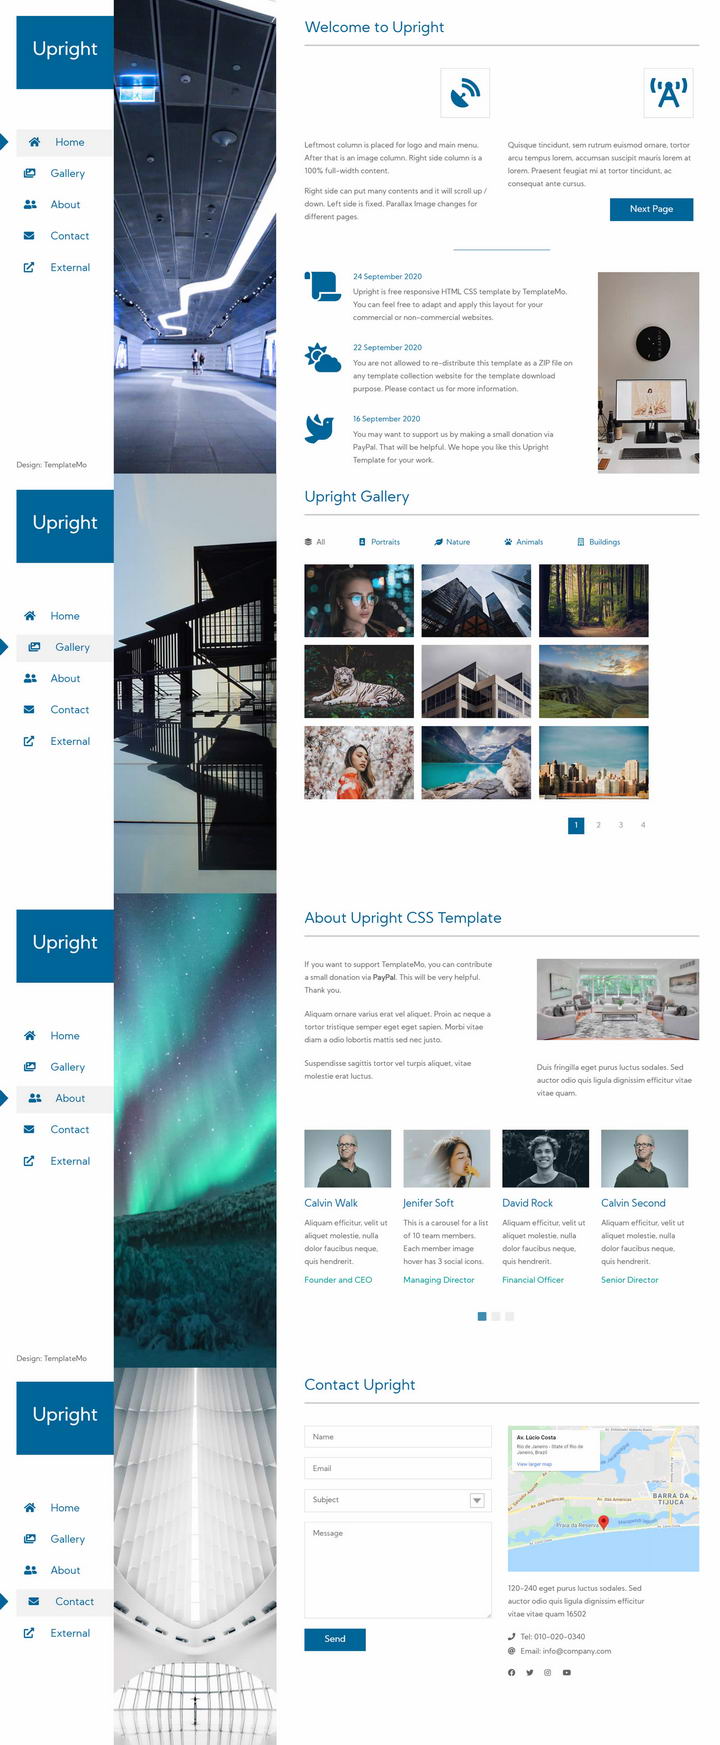 Upright
Home
Gallery
About
Contact
External
Design: TemplateMo
Welcome to Upright
Leftmost column is placed for logo and main menu.
After that is an image column. Right side column is a
100% full-width content.
Right side can put many contents and it will scroll up /
down. Left side is fixed. Parallax Image changes for
different pages.
Quisque tincidunt, sem rutrum euismod ornare, tortor
arcu tempus lorem, accumsan suscipit mauris lorem at
lorem. Praesent feugiat mi at tortor tincidunt, ac
consequat ante cursus.
Next Page
24 September 2020
Upright is free responsive HTML CSS template by TemplateMo.
You can feel free to adapt and apply this layout for your
commercial or non-commercial websites.
22 September 2020
You are not allowed to re-distribute this template as a ZIP file on
any template collection website for the template download
purpose. Please contact us for more information.
16 September 2020
You may want to support us by making a small donation via
PayPal. That will be helpful. We hope you like this Upright
Template for your work.
Upright
Home
Gallery
About
Contact
External
Upright Gallery
All Portraits Nature Animals Buildings
1 2 3 4
Upright
Home
Gallery
About
Contact
External
Design: TemplateMo
About Upright CSS Template
If you want to support TemplateMo, you can contribute
a small donation via PayPal. This will be very helpful.
Thank you.
Aliquam ornare varius erat vel aliquet. Proin ac neque a
tortor tristique semper eget eget sapien. Morbi vitae
diam a odio lobortis mattis sed nec justo.
Suspendisse sagittis tortor vel turpis aliquet, vitae
molestie erat luctus.
Duis fringilla eget purus luctus sodales. Sed
auctor odio quis ligula dignissim efficitur vitae
vitae quam.
Calvin Walk
Aliquam efficitur, velit ut
aliquet molestie, nulla
dolor faucibus neque,
quis hendrerit.
Founder and CEO
Jenifer Soft
This is a carousel for a list
of 10 team members.
Each member image
hover has 3 social icons.
Managing Director
David Rock
Aliquam efficitur, velit ut
aliquet molestie, nulla
dolor faucibus neque,
quis hendrerit.
Financial Officer
Calvin Second
Aliquam efficitur, velit ut
aliquet molestie, nulla
dolor faucibus neque,
quis hendrerit.
Senior Director
Upright
Home
Gallery
About
Contact
External
Contact Upright
Name
Email
Subject
Message
Send
Av. Lúcio Costa
Rio de Janeiro - State of Rio de
Janeiro, Brazil
View larger map
Av. das Américas
Av. das Américas
BARRA DA
TIJUCA
Praia da Reserva
120-240 eget purus luctus sodales. Sed
auctor odio quis ligula dignissim efficitur
vitae vitae quam 16502
Tel: 010-020-0340
Email: info@company.com